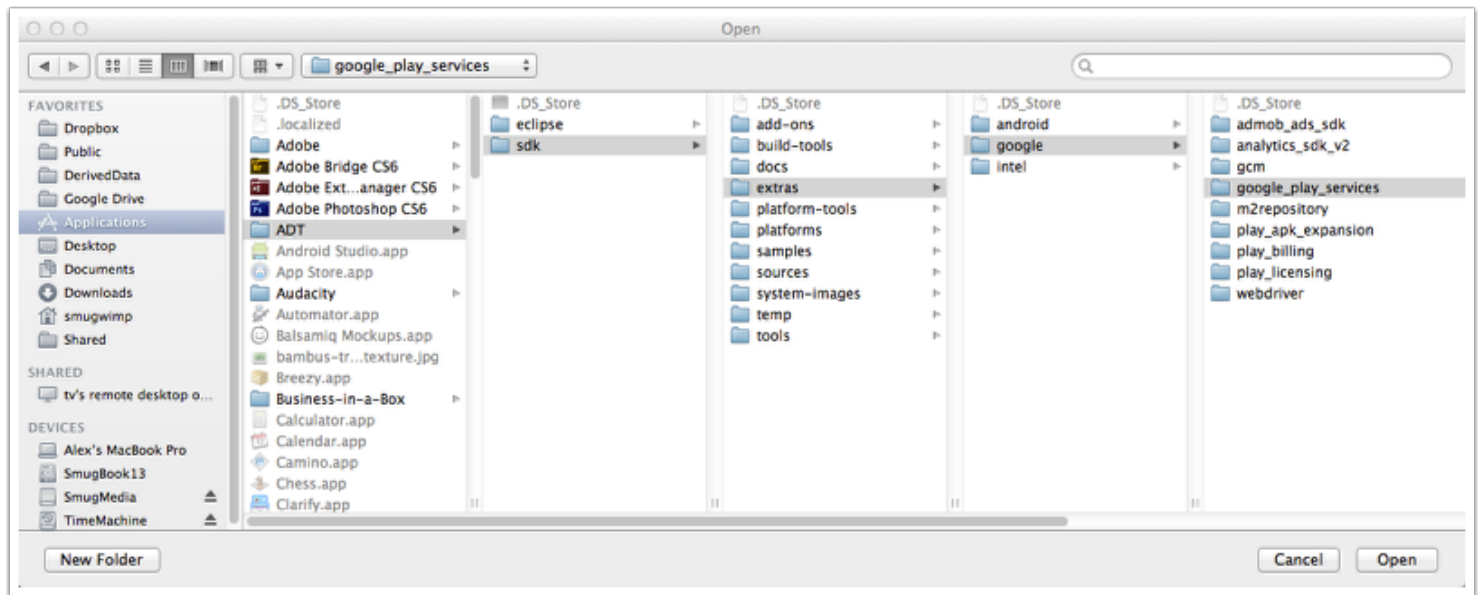 Open
google_play_services
FAVORITES
Dropbox
Public
DerivedData
Google Drive
Applications
Desktop
Documents
Downloads
smugwimp
Shared
SHARED
tv's remote desktop o...
DEVICES
Alex's MacBook Pro
SmugBook13
SmugMedia
TimeMachine
.DS_Store
.localized
Adobe
Adobe Bridge CS6
Adobe Ext...anager CS6
Adobe Photoshop CS6
ADT
Android Studio.app
App Store.app
Audacity
Automator.app
Balsamiq Mockups.app
bambus-tr...texture.jpg
Breezy.app
Business-in-a-Box
Calculator.app
Calendar.app
Camino.app
Chess.app
Clarify.app
.DS_Store
eclipse
sdk
.DS_Store
add-ons
build-tools
docs
extras
platform-tools
platforms
samples
sources
system-images
temp
tools
.DS_Store
android
google
intel
.DS_Store
admob_ads_sdk
analytics_sdk_v2
gcm
google_play_services
m2repository
play_apk_expansion
play_billing
play_licensing
webdriver
New Folder
Cancel
Open